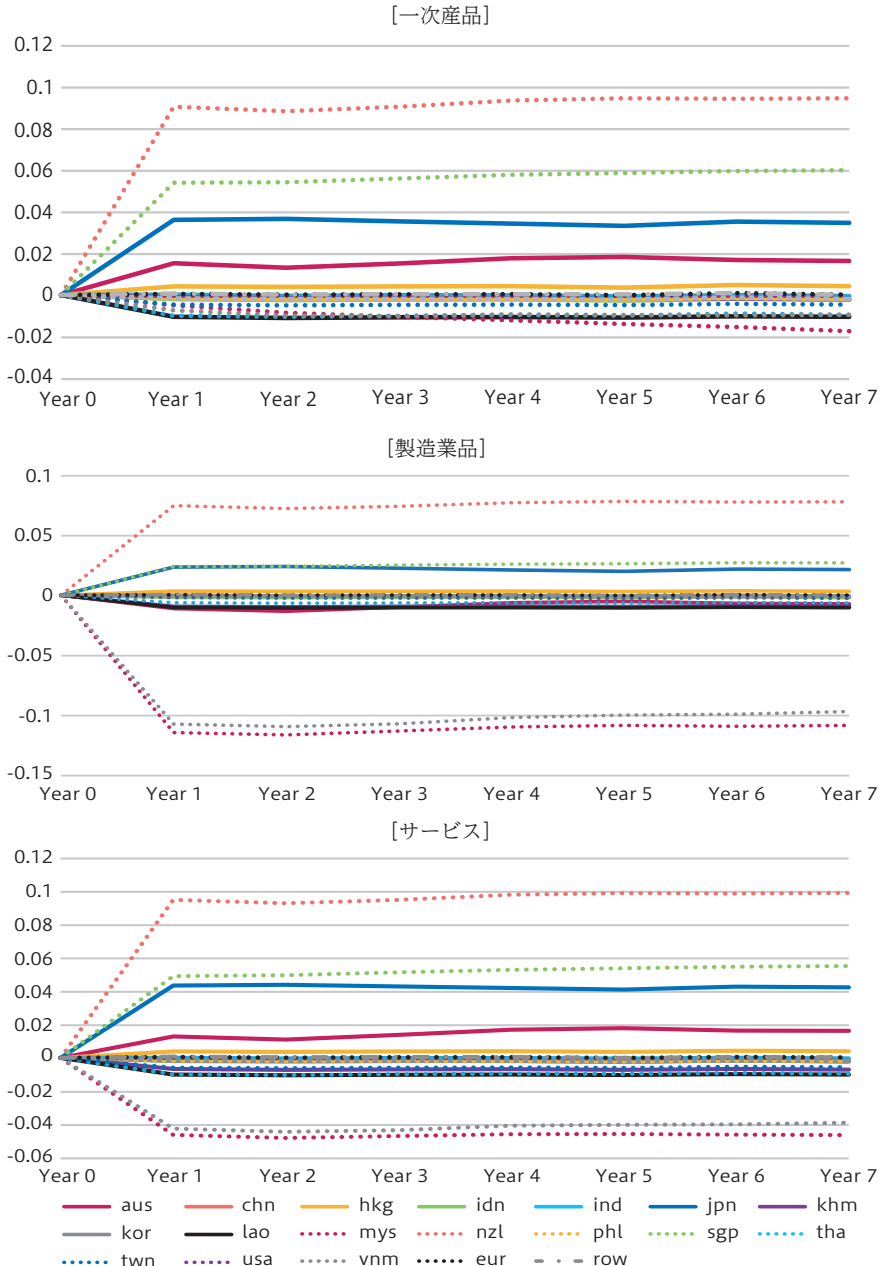 [一次産品]
0.12
0.1
0.08
0.06
0.04
0.02
0
-0.02
-0.04
Year 0 Year 1 Year 2 Year 3 Year 4 Year 5 Year 6 Year 7
[製造業品]
0.1
0.05
0
-0.05
-0.1
-0.15
Year 0 Year 1 Year 2 Year 3 Year 4 Year 5 Year 6 Year 7
[サービス]
0.12
0.1
0.08
0.06
0.04
0.02
0
-0.02
-0.04
-0.06
Year 0 Year 1 Year 2 Year 3 Year 4 Year 5 Year 6 Year 7
aus chn hkg idn ind jpn khm
kor lao mys nzl phl sgp tha
twn usa vnm eur row